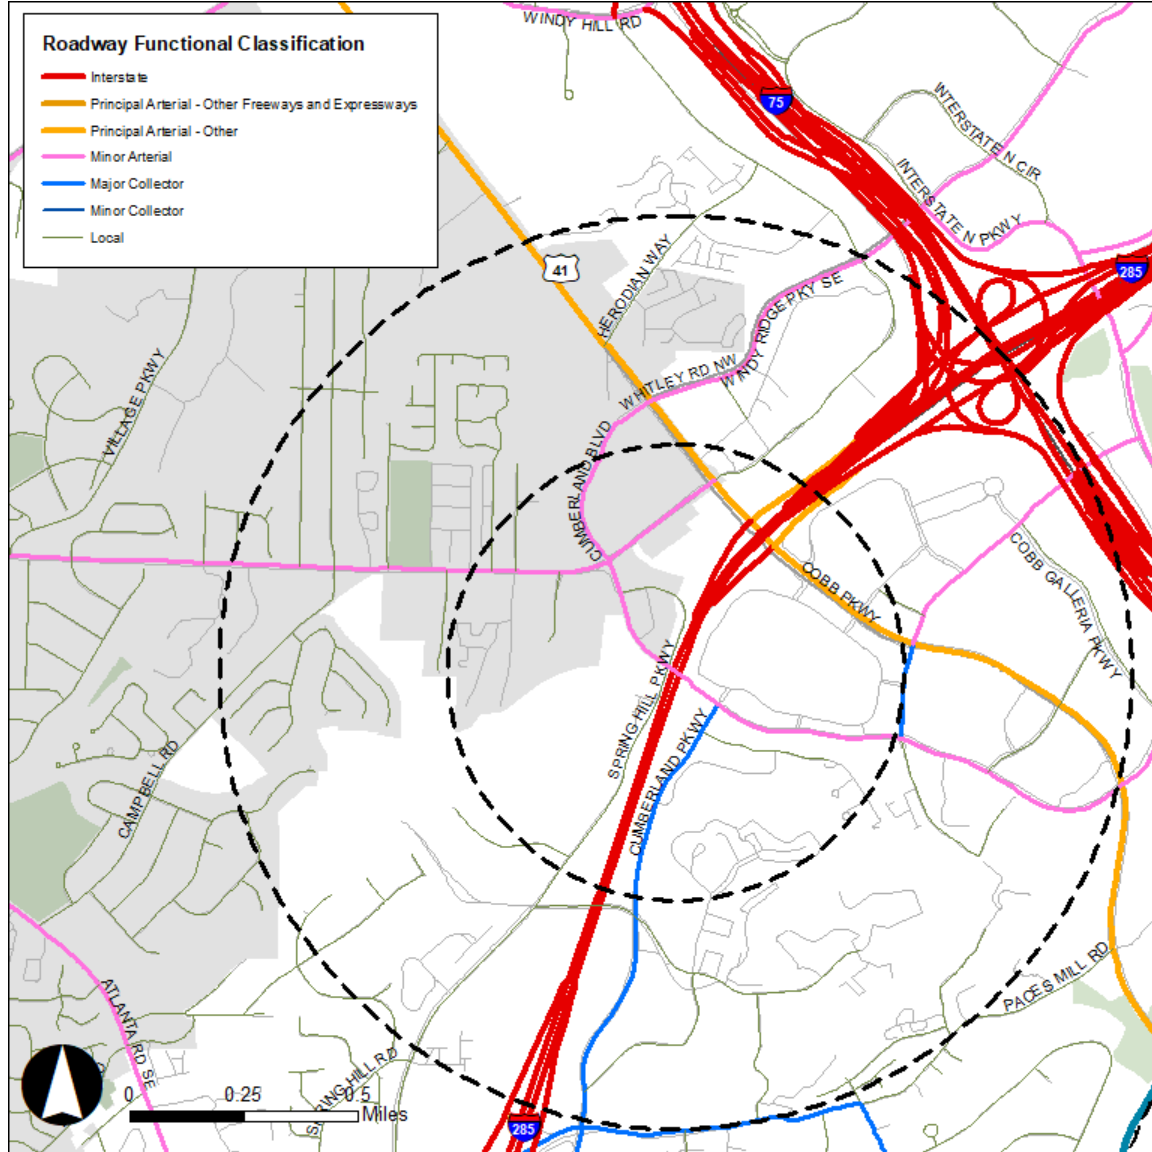 WINDY HILL RD
Roadway Functional Classification
Interstate
Principal Arterial - Other Freeways and Expressways
Principal Arterial - Other
Minor Arterial
Major Collector
Minor Collector
Local
75
INTERSTATE N CIR
INTERSTATE N PKWY
285
41
HERODIAN WAY
WINDY RIDGE PKY SE
WHITLEY RD NW
VILLAGE PKWY
CUMBERLAND BLVD
COBB PKWY
COBB GALLERIA PKWY
SPRING HILL PKWY
CUMBERLAND PKWY
CAMPBELL RD
PACES MILL RD
ATLANTA RD SE
SPRING HILL RD
0 0.25 0.5
Miles
285